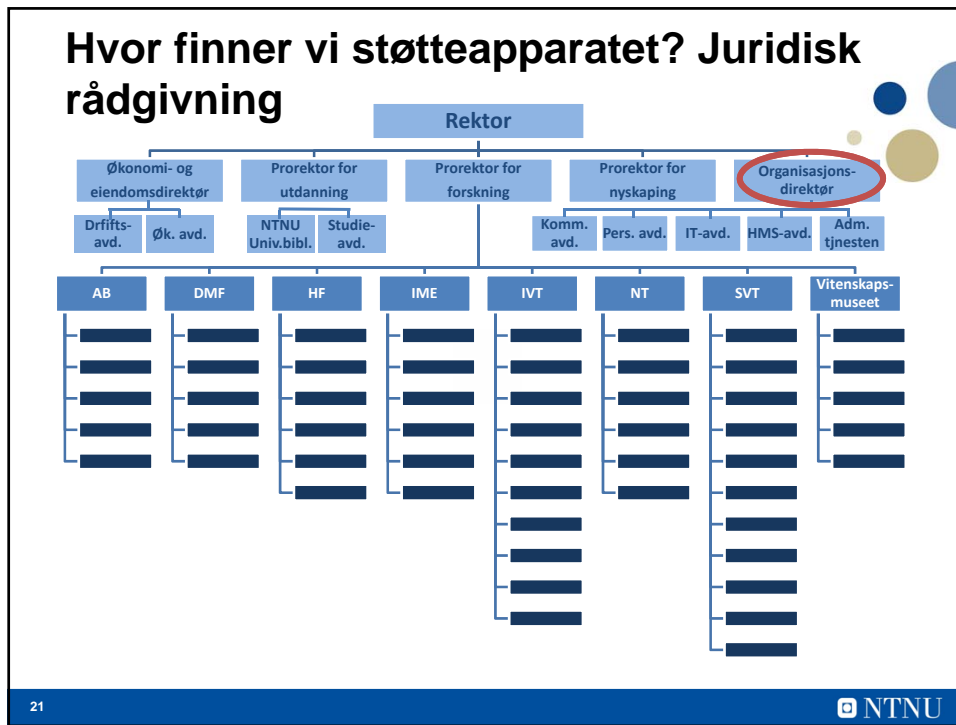 Hvor finner vi støtteapparatet? Juridisk
rådgivning
Rektor
Økonomi- og
eiendomsdirektør
Prorektor for
utdanning
Prorektor for
forskning
Prorektor for
nyskaping
Organisasjons-
direktør
Drfifts-
avd.
Øk. avd.
NTNU
Univ.bibl.
Studie-
avd.
Komm.
avd.
Pers. avd.
IT-avd.
HMS-avd.
Adm.
tjnesten
AB
DMF
HF
IME
IVT
NT
SVT
Vitenskaps-
museet
21
NTNU